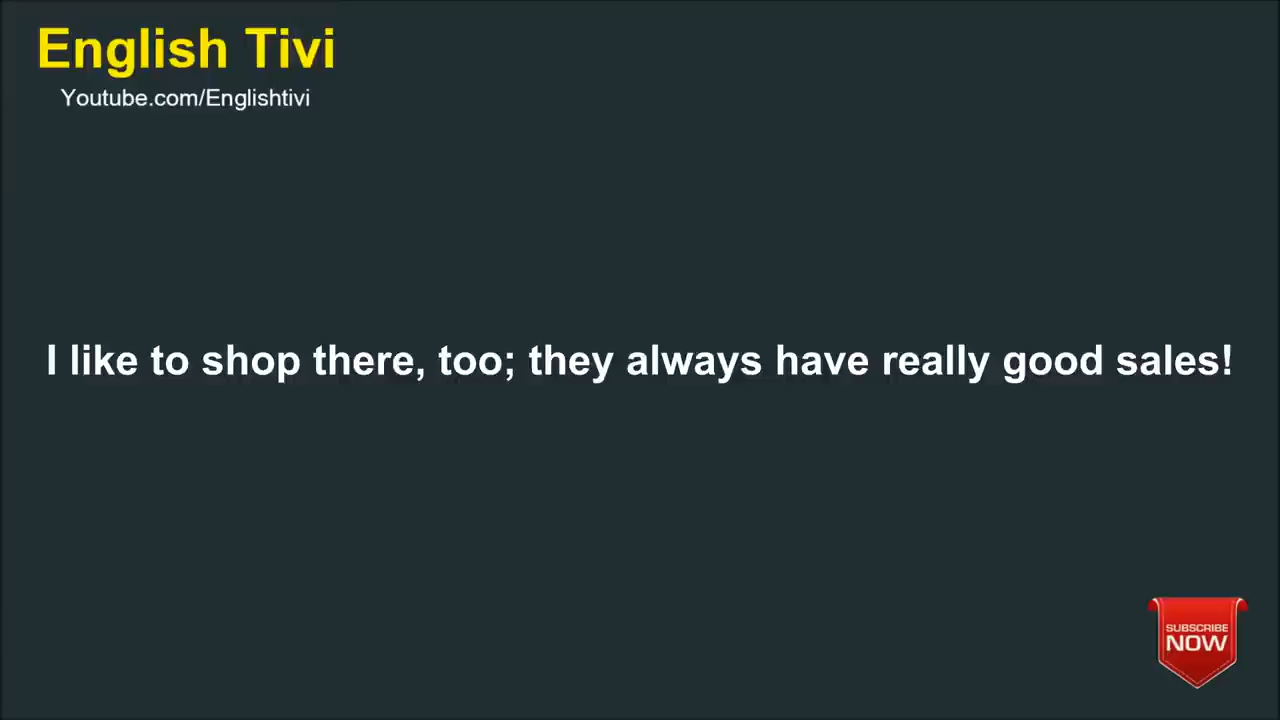 English Tivi
Youtube.com/Englishtivi
I like to shop there, too; they always have really good sales!
SUBSCRIBE
NOW